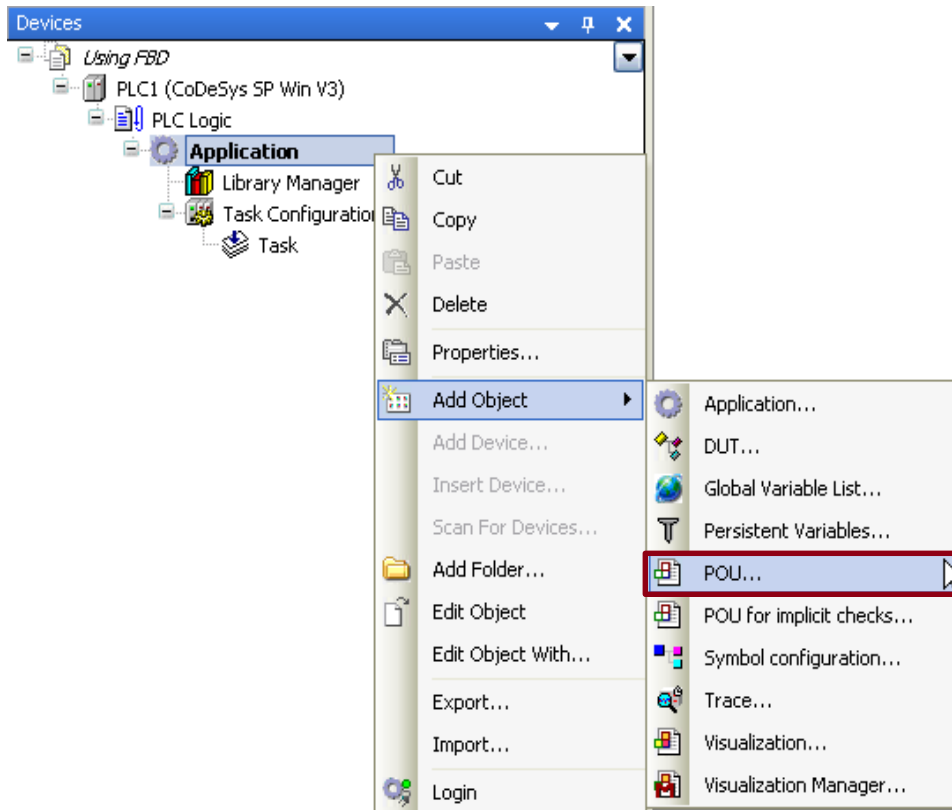 Devices
Using FBD
PLC1 (CoDeSys SP Win V3)
PLC Logic
Application
Library Manager
Task Configuration
Task
Cut
Copy
Paste
Delete
Properties...
Add Object
Add Device...
Insert Device...
Scan For Devices...
Add Folder...
Edit Object
Edit Object With...
Export...
Import...
Login
Application...
DUT...
Global Variable List...
Persistent Variables...
POU...
POU for implicit checks...
Symbol configuration...
Trace...
Visualization...
Visualization Manager...